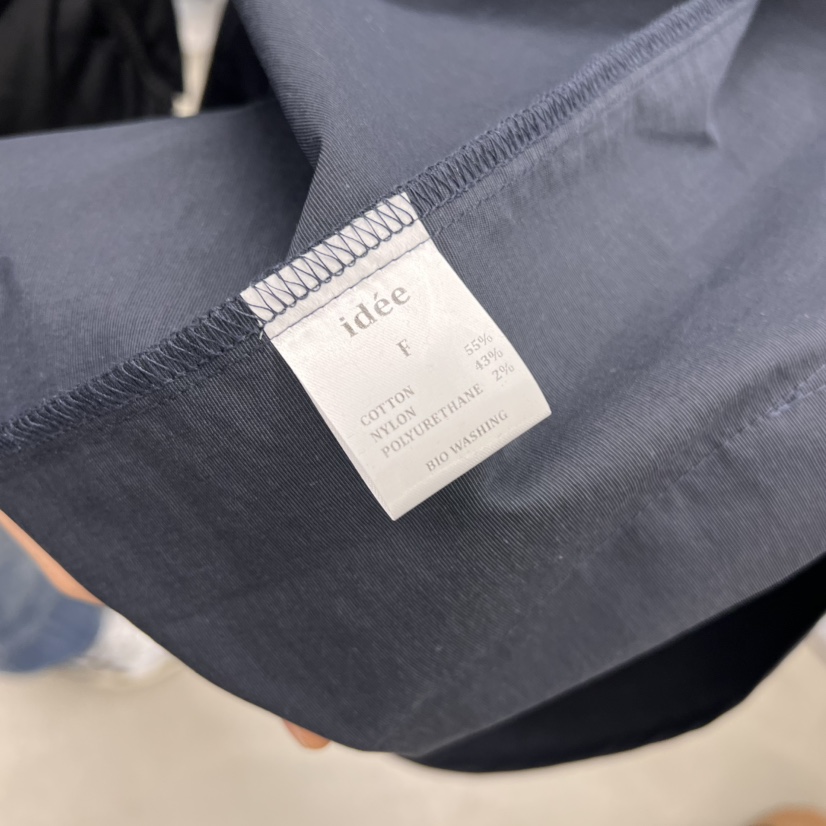 idée
F
COTTON 55%
NYLON 43%
POLYURETHANE 2%
BIO WASHING